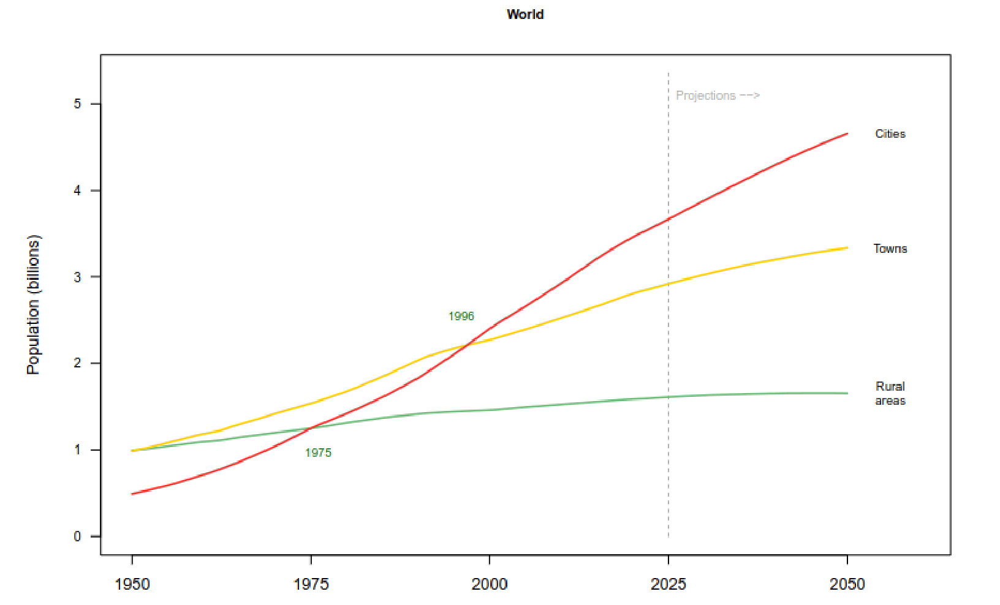 World
Population (billions)
5
4
3
2
1
0
Projections -->
Cities
Towns
1996
Rural
areas
1975
1950 1975 2000 2025 2050